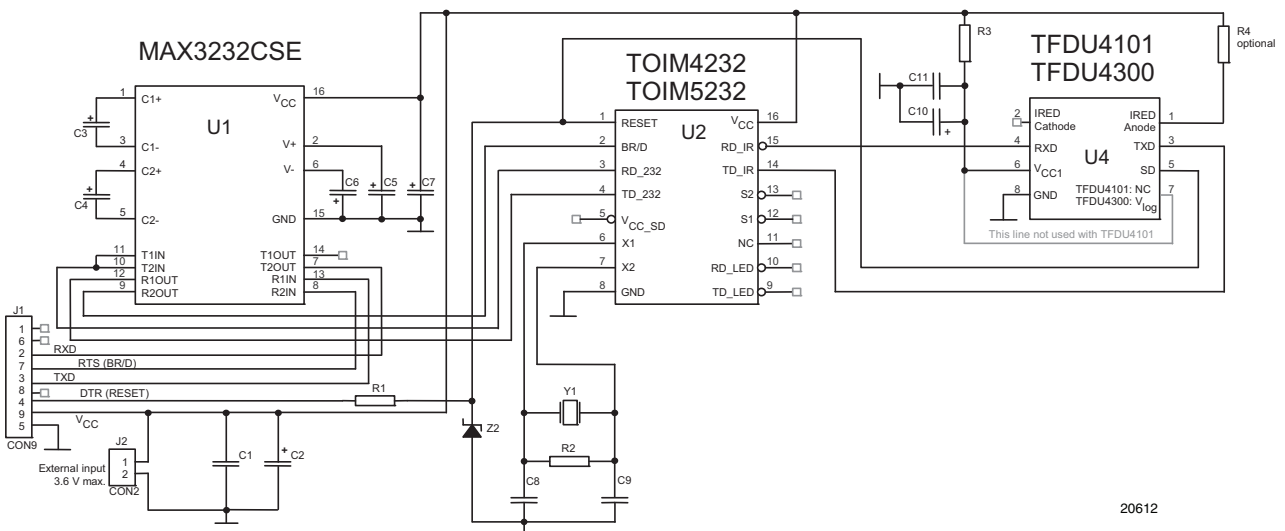 MAX3232CSE
TOIM4232
TOIM5232
TFDU4101
TFDU4300
R3
R4
optional
C11
C10
+
U1
1 C1+
3 C1-
4 C2+
5 C2-
11 T1IN
10 T2IN
12 R1OUT
9 R2OUT
VCC 16
V+ 2
V- 6
GND 15
T1OUT 14
T2OUT 7
R1IN 13
R2IN 8
+
C3
+
C4
C6
+
+
C5
+
C7
U2
1 RESET
2 BR/D
3 RD_232
4 TD_232
5 VCC_SD
6 X1
7 X2
8 GND
VCC 16
RD_IR 15
TD_IR 14
S2 13
S1 12
NC 11
RD_LED 10
TD_LED 9
U4
2 IRED
Cathode
4 RXD
6 VCC1
8 GND
IRED 1
Anode
TXD 3
SD 5
TFDU4101: NC
TFDU4300: Vlog 7
This line not used with TFDU4101
J1
1
6
2 RXD
7 RTS (BR/D)
3 TXD
8
4 DTR (RESET)
9 VCC
5
CON9
R1
Z2
Y1
R2
C8
C9
J2
External input
3.6 V max.
1
2
CON2
C1
+
C2
20612